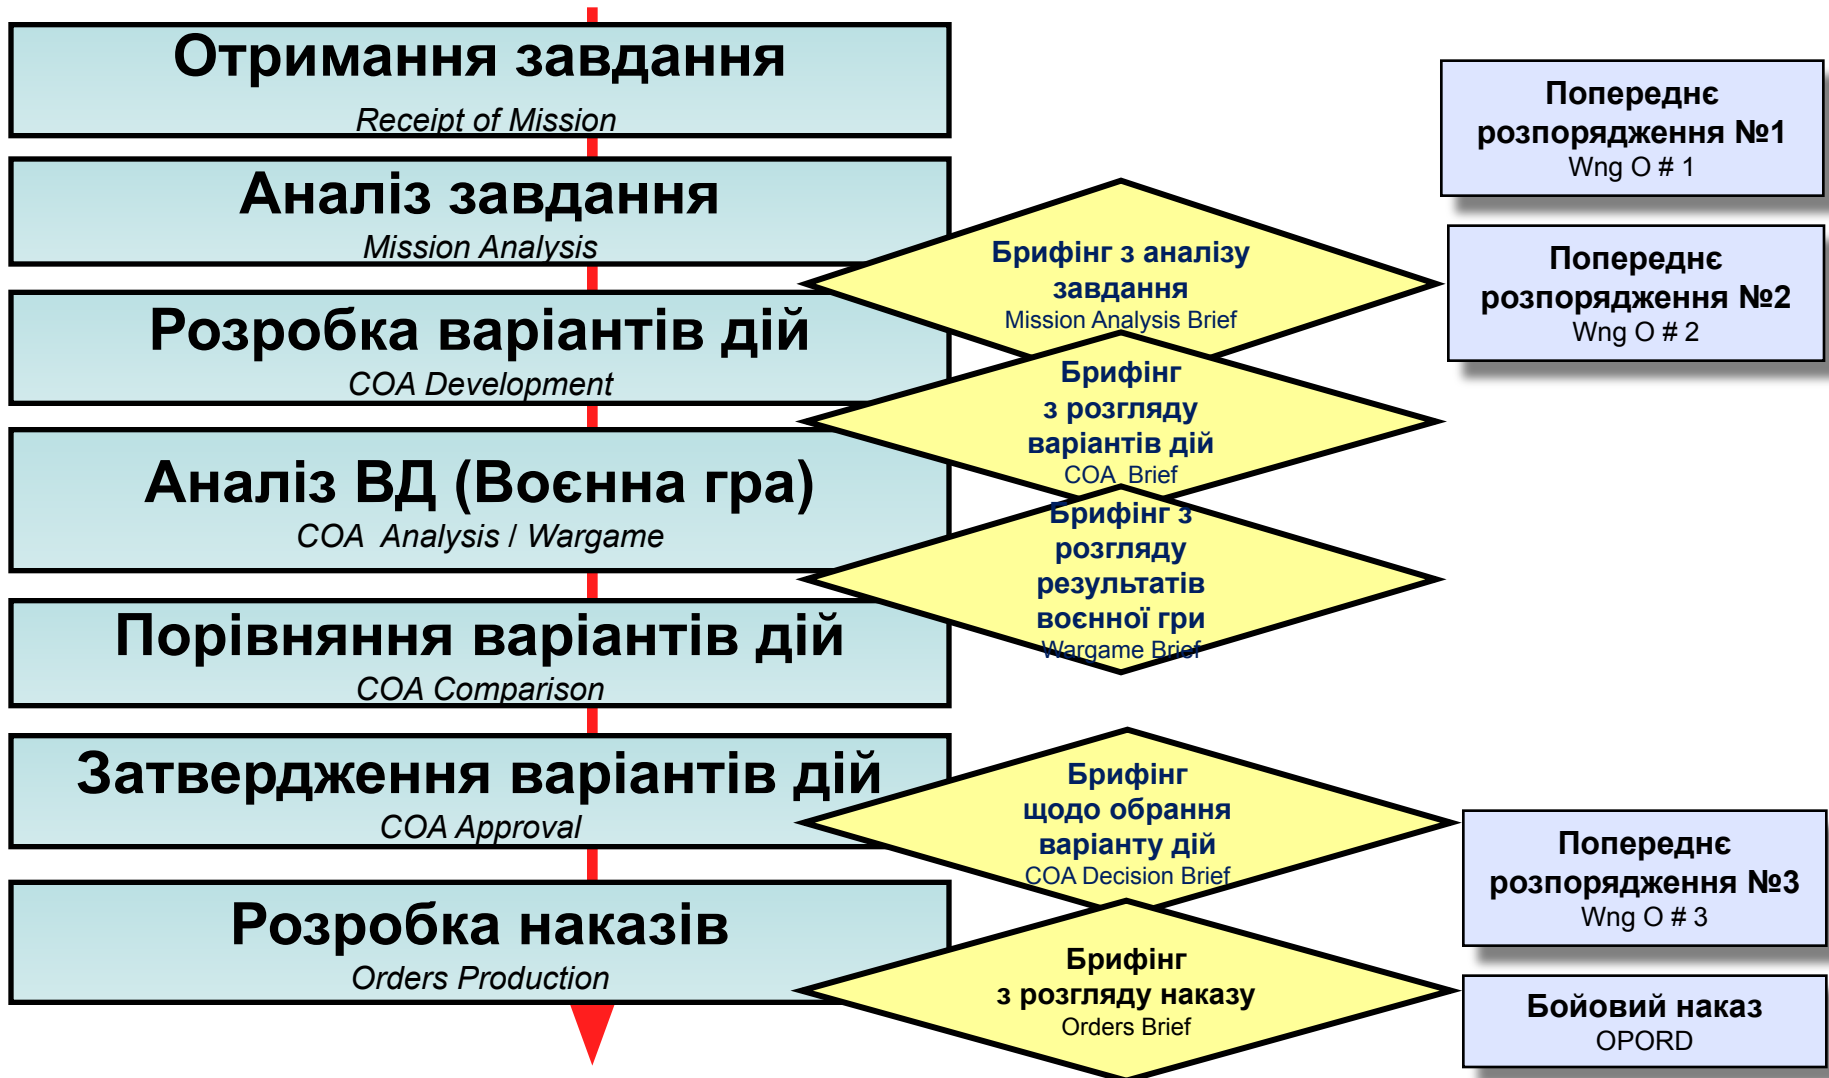 Отримання завдання
Receipt of Mission
Аналіз завдання
Mission Analysis
Розробка варіантів дій
COA Development
Аналіз ВД (Воєнна гра)
COA Analysis / Wargame
Порівняння варіантів дій
COA Comparison
Затвердження варіантів дій
COA Approval
Розробка наказів
Orders Production
Брифінг з аналізу
завдання
Mission Analysis Brief
Брифінг
з розгляду
варіантів дій
COA Brief
Брифінг з
розгляду
результатів
воєнної гри
Wargame Brief
Брифінг
щодо обрання
варіанту дій
COA Decision Brief
Брифінг
з розгляду наказу
Orders Brief
Попереднє
розпорядження №1
Wng O # 1
Попереднє
розпорядження №2
Wng O # 2
Попереднє
розпорядження №3
Wng O # 3
Бойовий наказ
OPORD